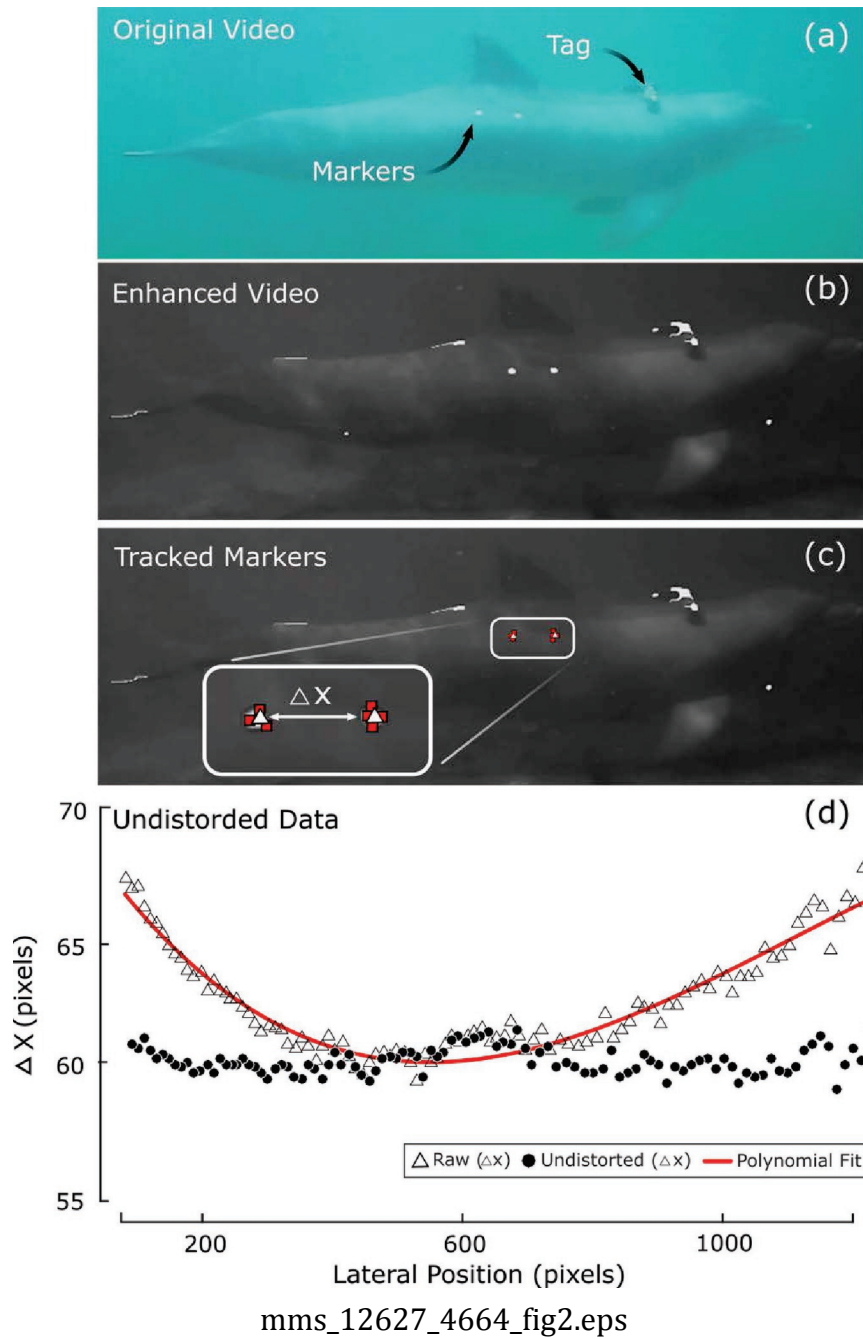 Original Video
(a)
Tag
Markers
Enhanced Video
(b)
Tracked Markers
(c)
△ X
Undistorded Data
(d)
70
65
60
55
Δ X (pixels)
△ Raw (△x) ● Undistorted (△x) Polynomial Fit
200 600 1000
Lateral Position (pixels)
mms_12627_4664_fig2.eps